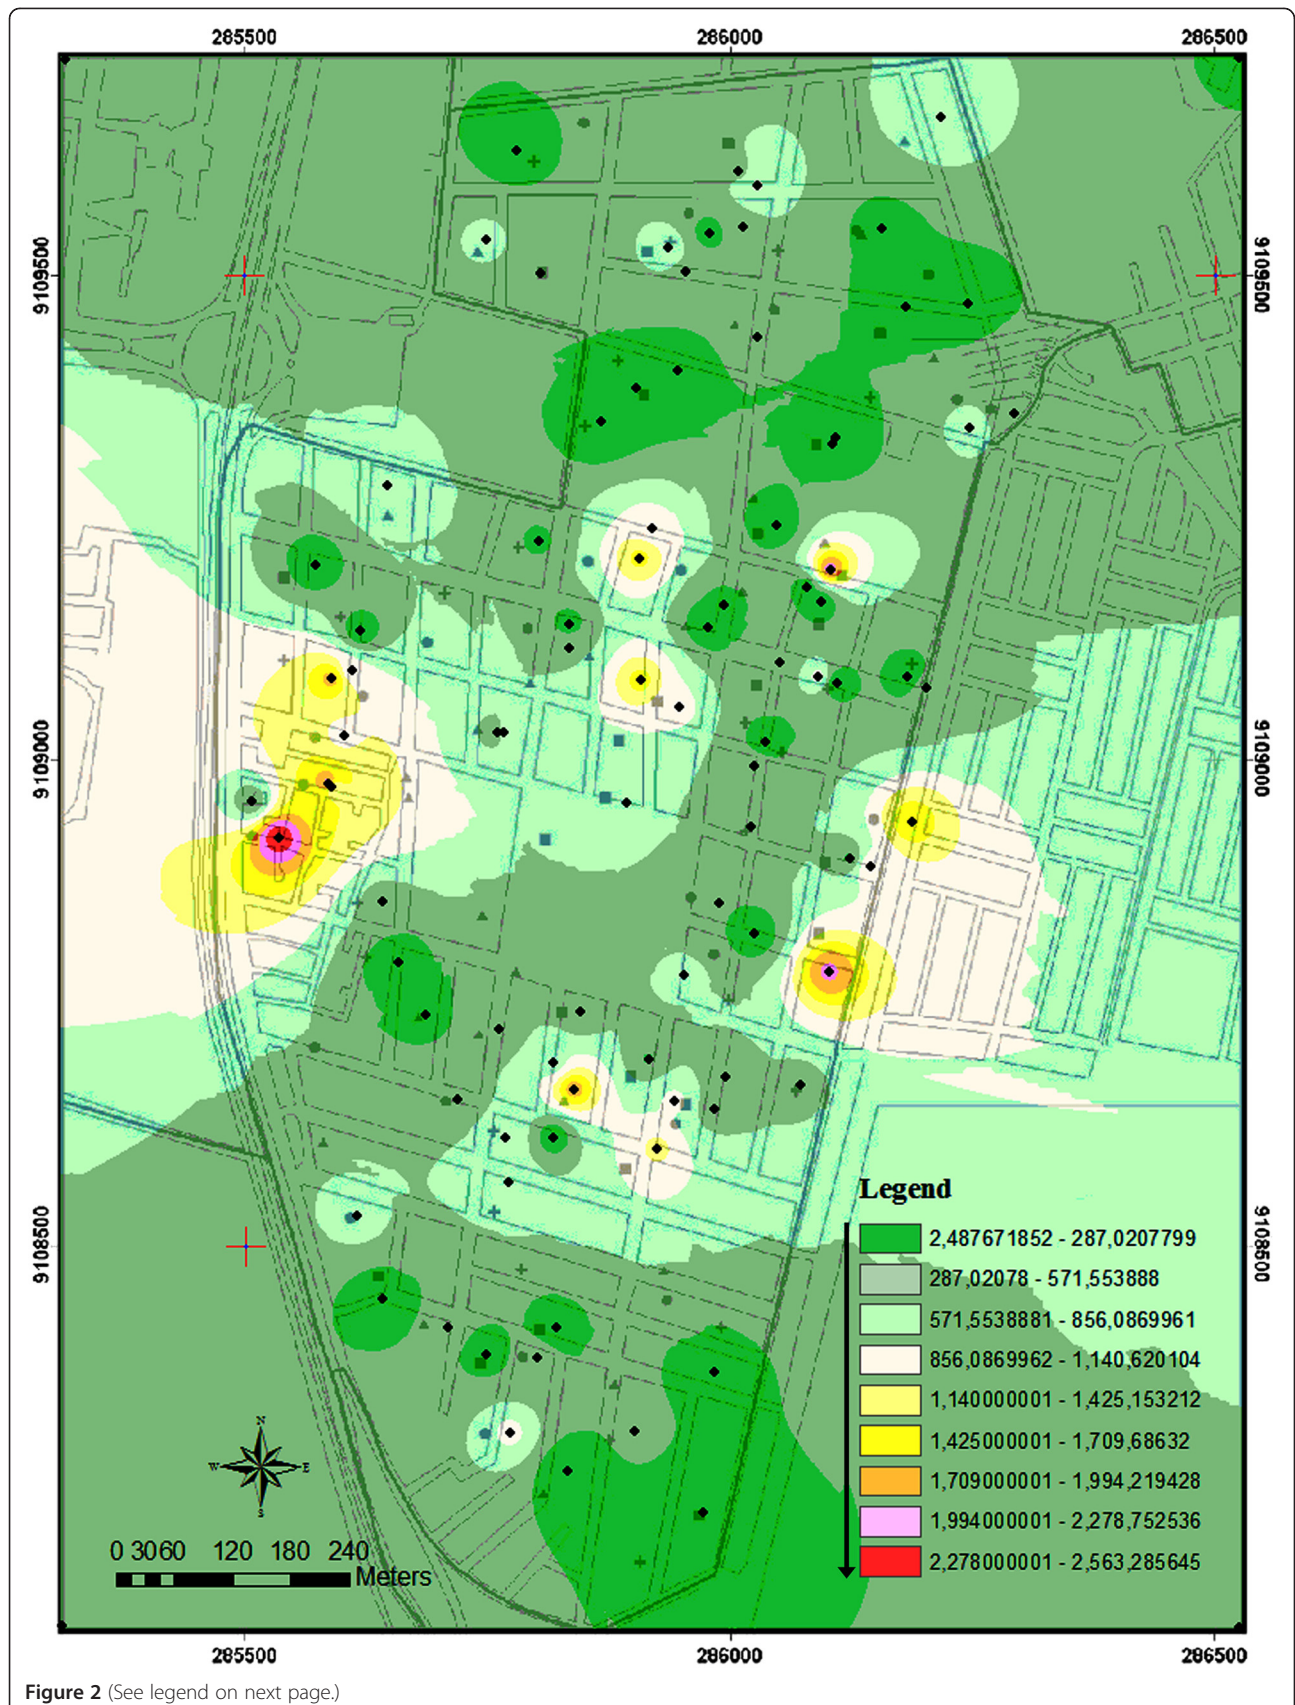 285500 286000 286500
9109500 9109500
9109000 9109000
9108500 9108500
Legend
2,487671852 - 287,0207799
287,02078 - 571,553888
571,5538881 - 856,0869961
856,0869962 - 1,140,620104
1,140000001 - 1,425,153212
1,425000001 - 1,709,68632
1,709000001 - 1,994,219428
1,994000001 - 2,278,752536
2,278000001 - 2,563,285645
N
W E
S
0 3060 120 180 240
Meters
285500 286000 286500
Figure 2 (See legend on next page.)